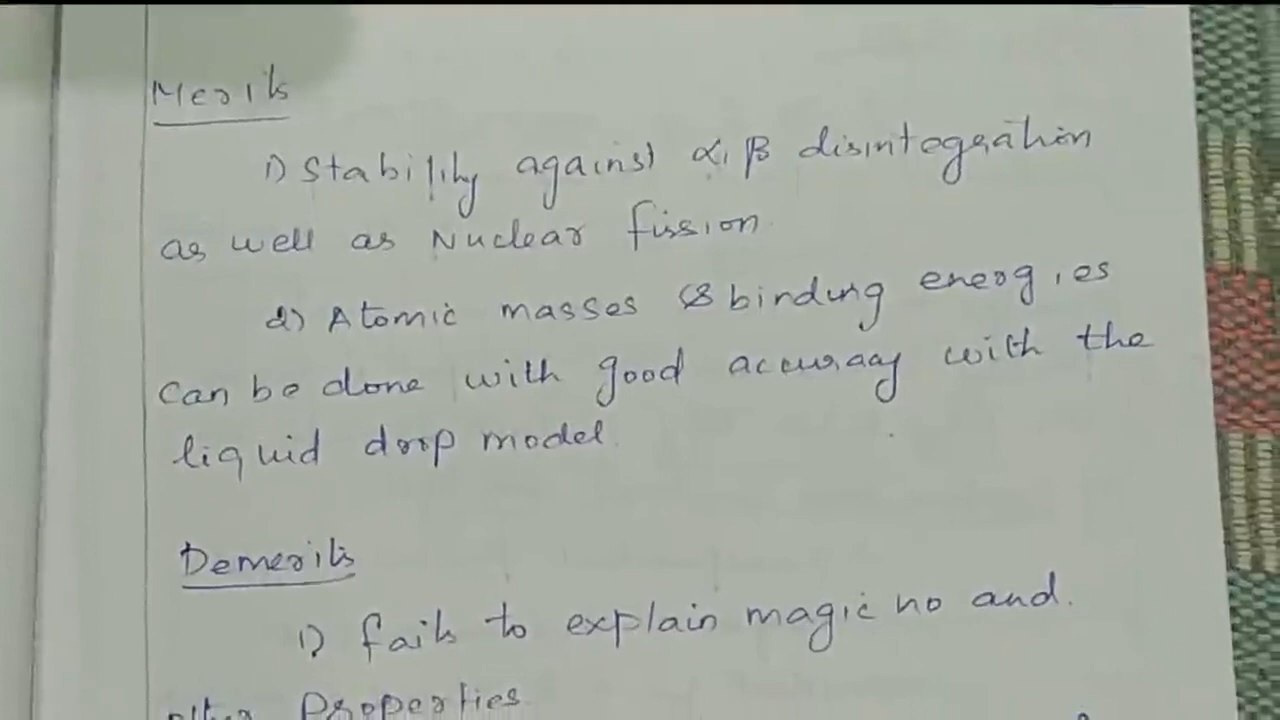 Merits
1) Stability against α, β disintegration
as well as Nuclear fission
2) Atomic masses & binding energies
can be done with good accuracy with the
liquid drop model.
Demerits
1) fails to explain magic no and.
other Properties